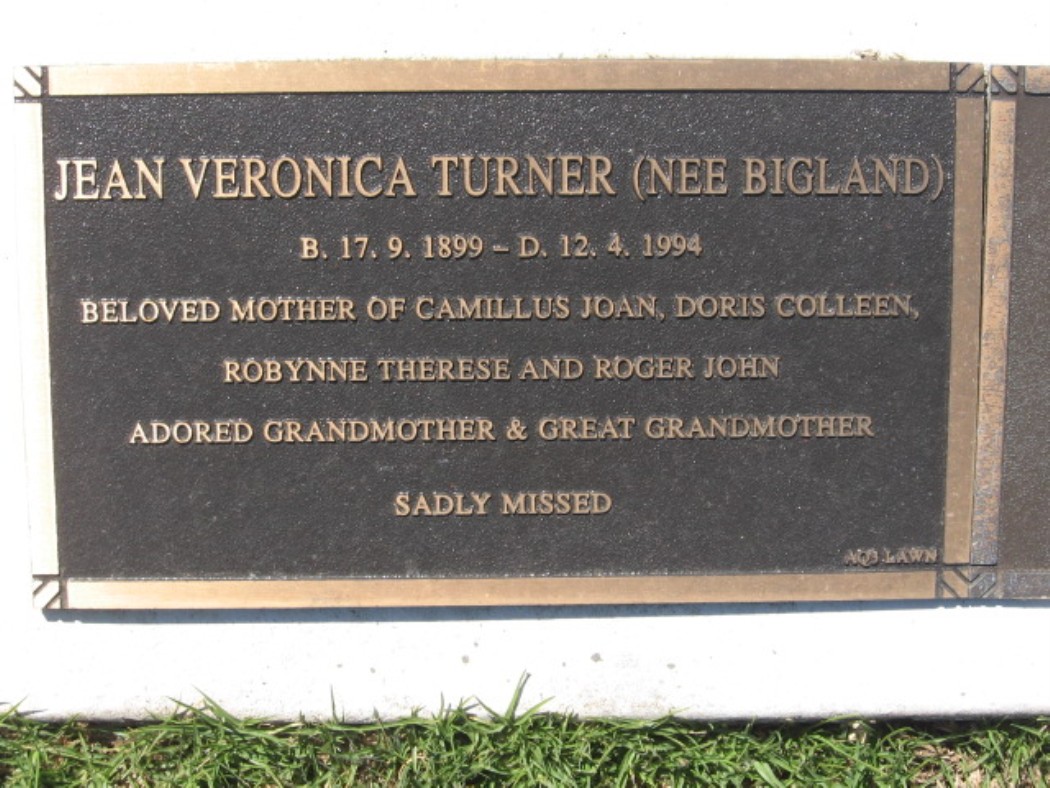 JEAN VERONICA TURNER (NEE BIGLAND)
B. 17. 9. 1899 – D. 12. 4. 1994
BELOVED MOTHER OF CAMILLUS JOAN, DORIS COLLEEN,
ROBYNNE THERESE AND ROGER JOHN
ADORED GRANDMOTHER & GREAT GRANDMOTHER
SADLY MISSED
LAWN